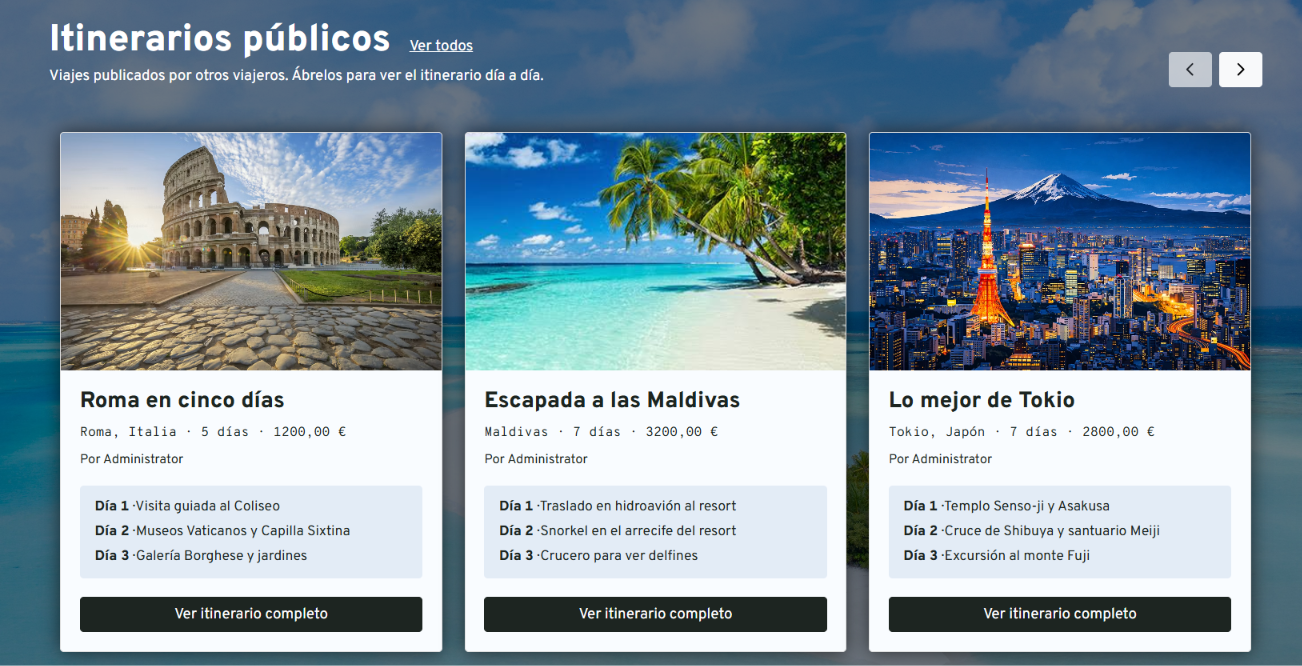 Itinerarios públicos Ver todos
Viajes publicados por otros viajeros. Ábrelos para ver el itinerario día a día.
Roma en cinco días
Roma, Italia · 5 días · 1200,00 €
Por Administrator
Día 1 ·Visita guiada al Coliseo
Día 2 ·Museos Vaticanos y Capilla Sixtina
Día 3 ·Galería Borghese y jardines
Ver itinerario completo
Escapada a las Maldivas
Maldivas · 7 días · 3200,00 €
Por Administrator
Día 1 ·Traslado en hidroavión al resort
Día 2 ·Snorkel en el arrecife del resort
Día 3 ·Crucero para ver delfines
Ver itinerario completo
Lo mejor de Tokio
Tokio, Japón · 7 días · 2800,00 €
Por Administrator
Día 1 ·Templo Senso-ji y Asakusa
Día 2 ·Cruce de Shibuya y santuario Meiji
Día 3 ·Excursión al monte Fuji
Ver itinerario completo